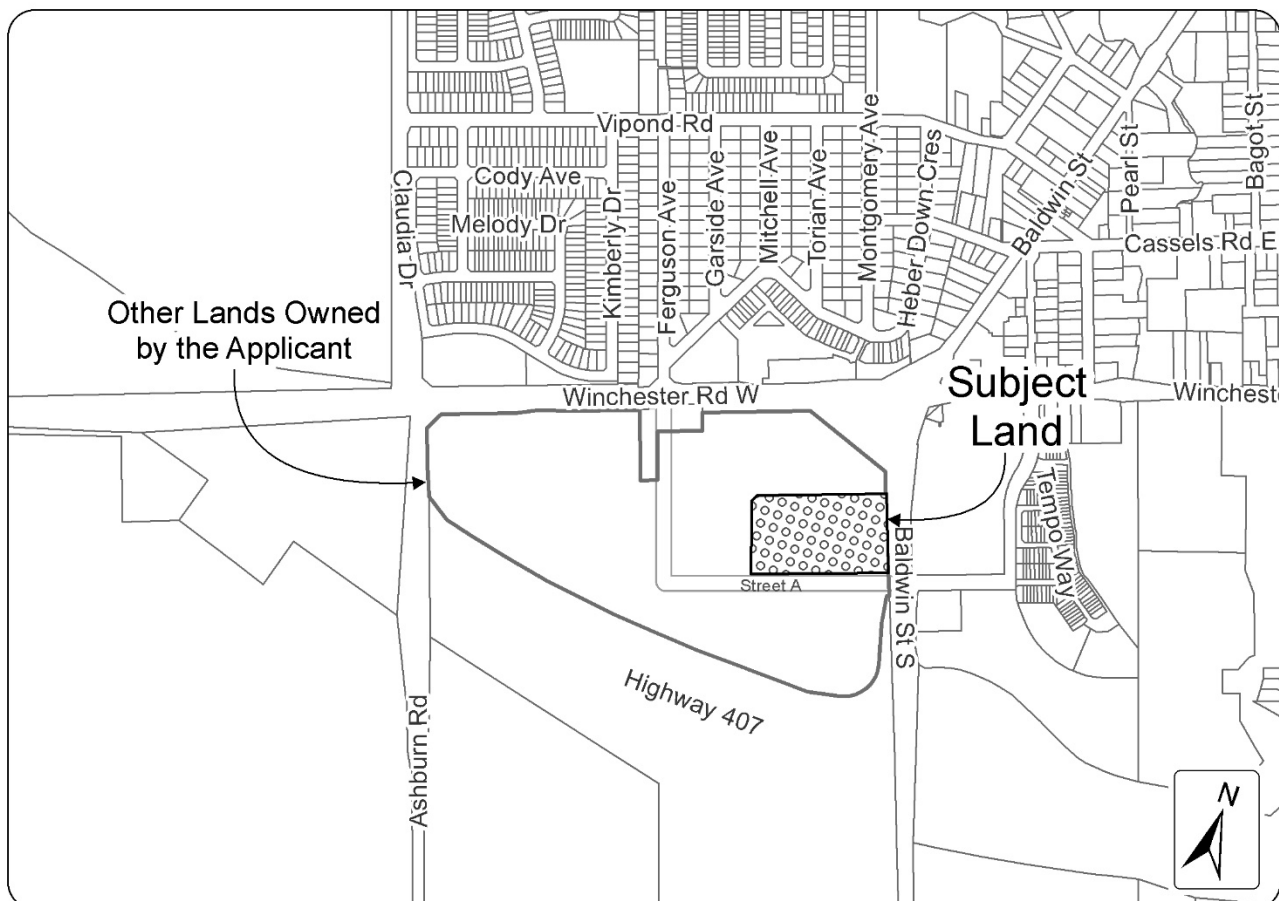 Vipond Rd
Cody Ave
Melody Dr
Claudia Dr
Kimberly Dr
Ferguson Ave
Garside Ave
Mitchell Ave
Torian Ave
Montgomery Ave
Heber Down Cres
Baldwin St
Pearl St
Bagot St
Cassels Rd E
Other Lands Owned
by the Applicant
Winchester Rd W
Subject
Land
Winchester
Tempo Way
Street A
Baldwin St S
Highway 407
Ashburn Rd
N